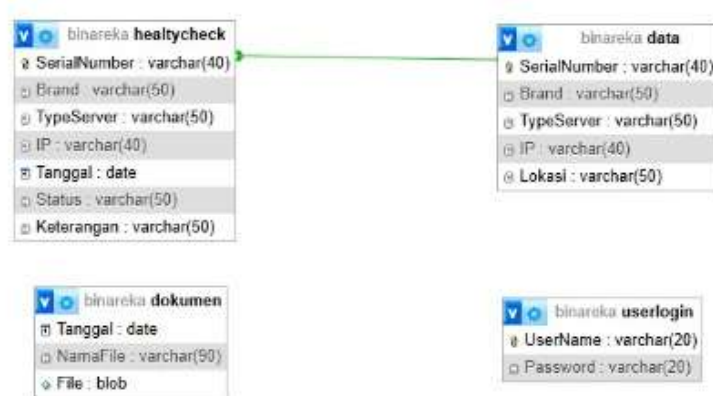 binareka healtycheck
SerialNumber : varchar(40)
Brand : varchar(50)
TypeServer : varchar(50)
IP : varchar(40)
Tanggal : date
Status : varchar(50)
Keterangan : varchar(50)
binareka data
SerialNumber : varchar(40)
Brand : varchar(50)
TypeServer : varchar(50)
IP : varchar(40)
Lokasi : varchar(50)
binareka dokumen
Tanggal : date
NamaFile : varchar(90)
File : blob
binareka userlogin
UserName : varchar(20)
Password : varchar(20)